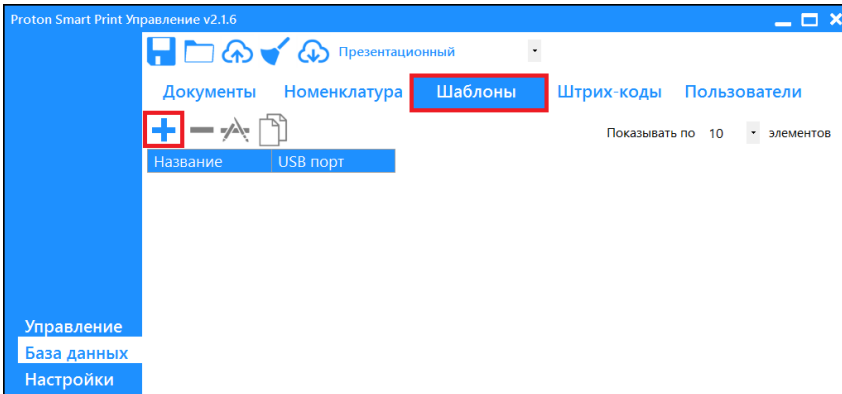 Proton Smart Print Управление v2.1.6
Презентационный
Документы Номенклатура Шаблоны Штрих-коды Пользователи
Показывать по 10 элементов
Название USB порт
Управление
База данных
Настройки